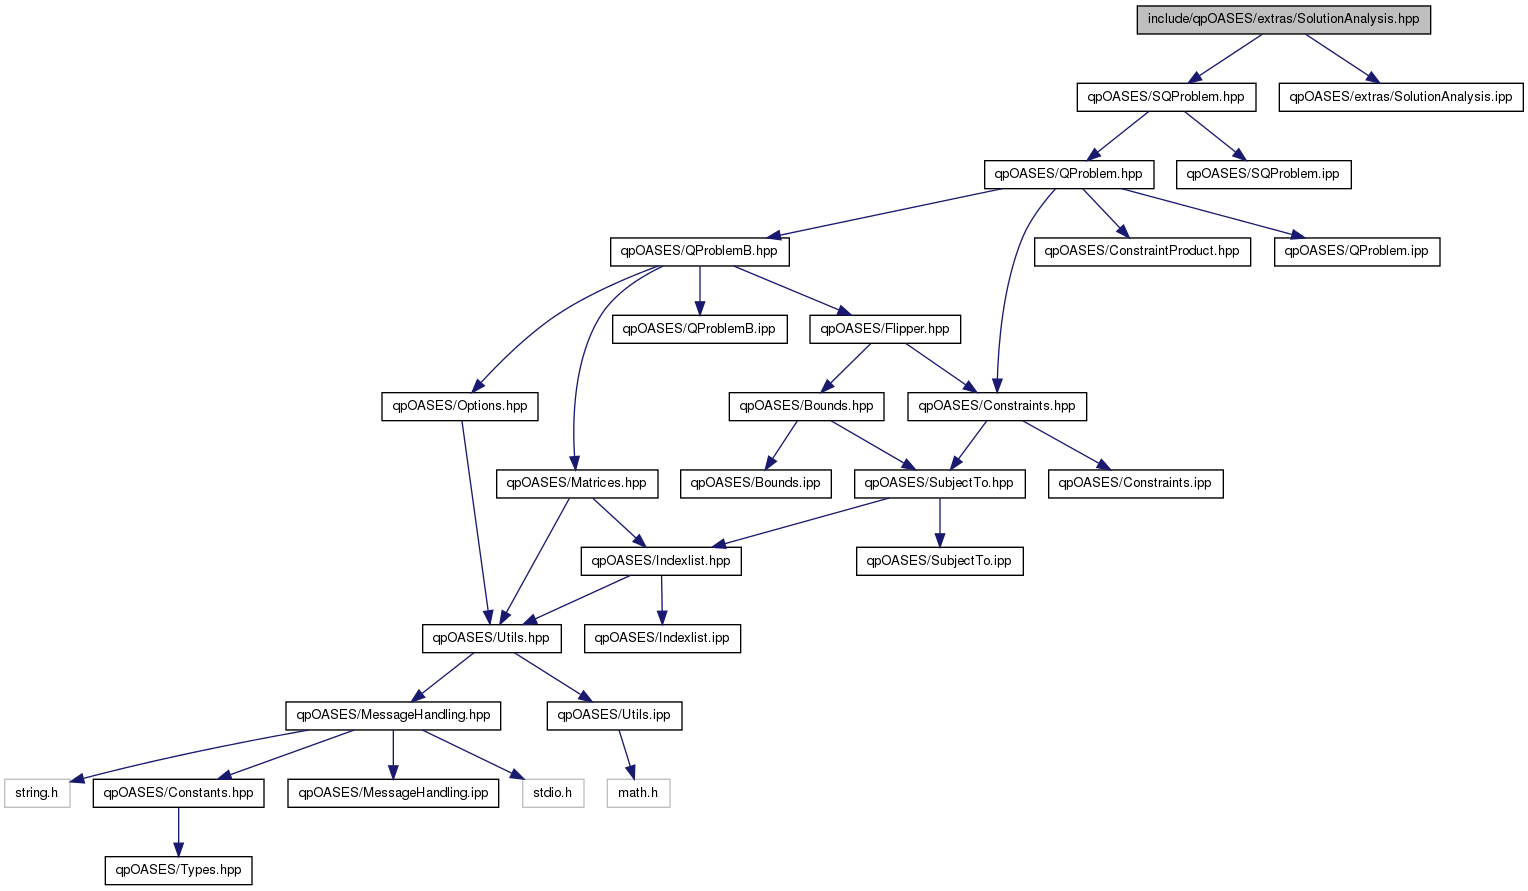 include/qpOASES/extras/SolutionAnalysis.hpp
qpOASES/SQProblem.hpp
qpOASES/extras/SolutionAnalysis.ipp
qpOASES/QProblem.hpp
qpOASES/SQProblem.ipp
qpOASES/QProblemB.hpp
qpOASES/ConstraintProduct.hpp
qpOASES/QProblem.ipp
qpOASES/QProblemB.ipp
qpOASES/Flipper.hpp
qpOASES/Options.hpp
qpOASES/Bounds.hpp
qpOASES/Constraints.hpp
qpOASES/Matrices.hpp
qpOASES/Bounds.ipp
qpOASES/SubjectTo.hpp
qpOASES/Constraints.ipp
qpOASES/Indexlist.hpp
qpOASES/SubjectTo.ipp
qpOASES/Utils.hpp
qpOASES/Indexlist.ipp
qpOASES/MessageHandling.hpp
qpOASES/Utils.ipp
string.h
qpOASES/Constants.hpp
qpOASES/MessageHandling.ipp
stdio.h
math.h
qpOASES/Types.hpp